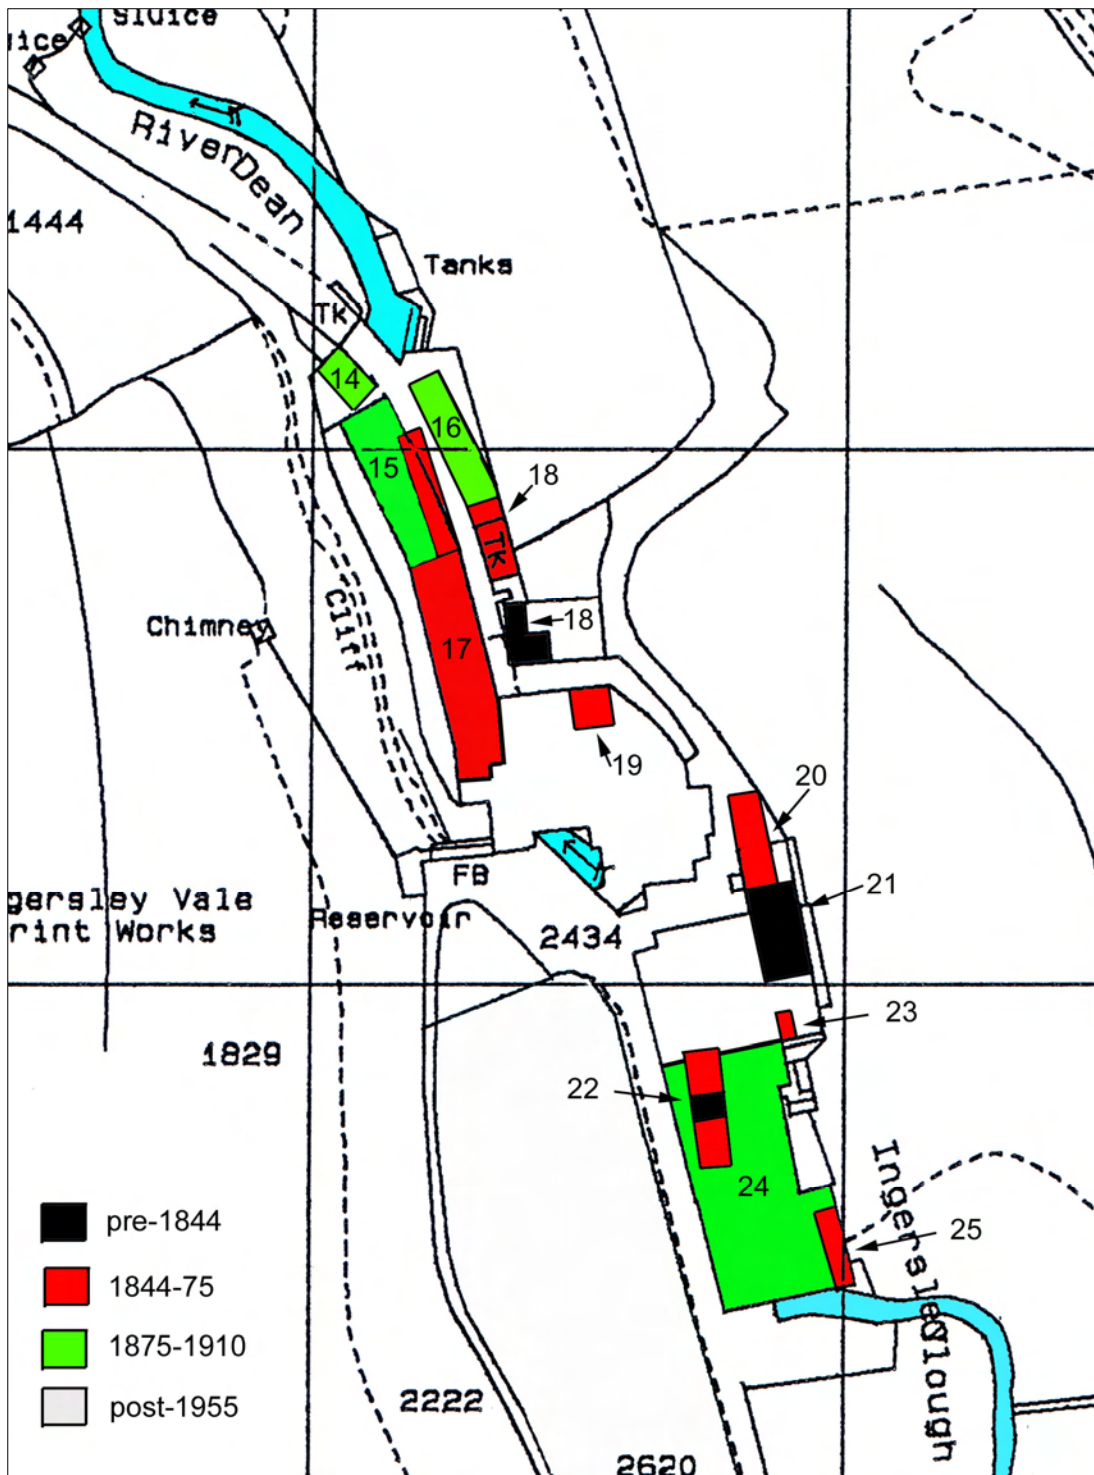 Sluice
uice
River Dean
1444
Tanks
Tk
14
16
15
18
Tk
Cliff
Chimney
18
17
19
20
FB
21
gersley Vale
rint Works
Reservoir
2434
23
1829
22
24
Ingersley Clough
25
pre-1844
1844-75
1875-1910
post-1955
2222
2620